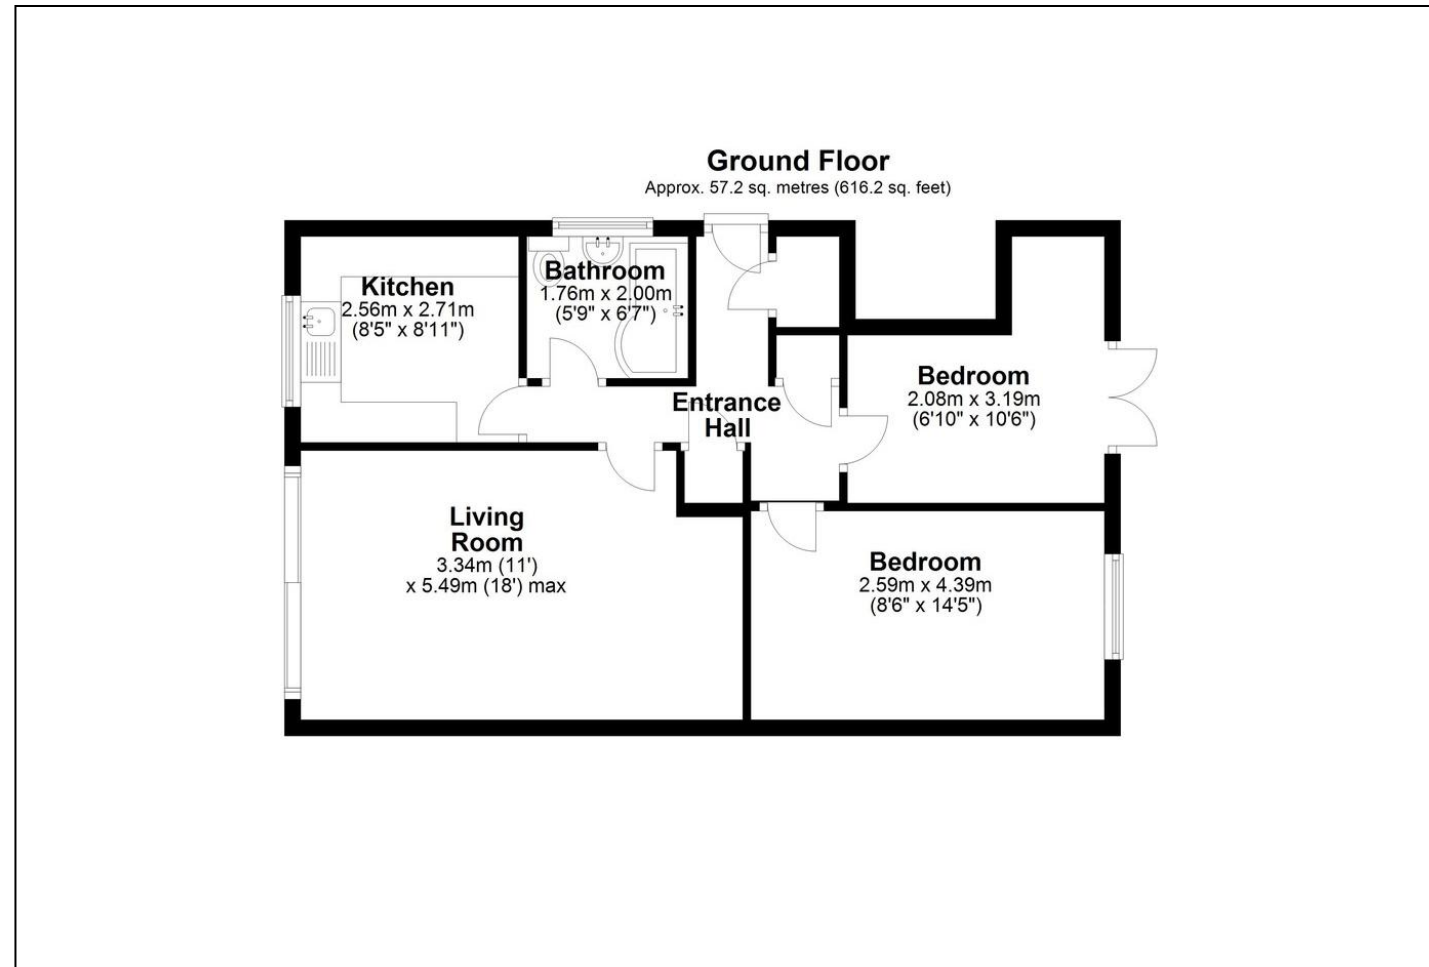 Ground Floor
Approx. 57.2 sq. metres (616.2 sq. feet)
Kitchen
2.56m x 2.71m
(8'5" x 8'11")
Bathroom
1.76m x 2.00m
(5'9" x 6'7")
Entrance
Hall
Bedroom
2.08m x 3.19m
(6'10" x 10'6")
Living
Room
3.34m (11')
x 5.49m (18') max
Bedroom
2.59m x 4.39m
(8'6" x 14'5")